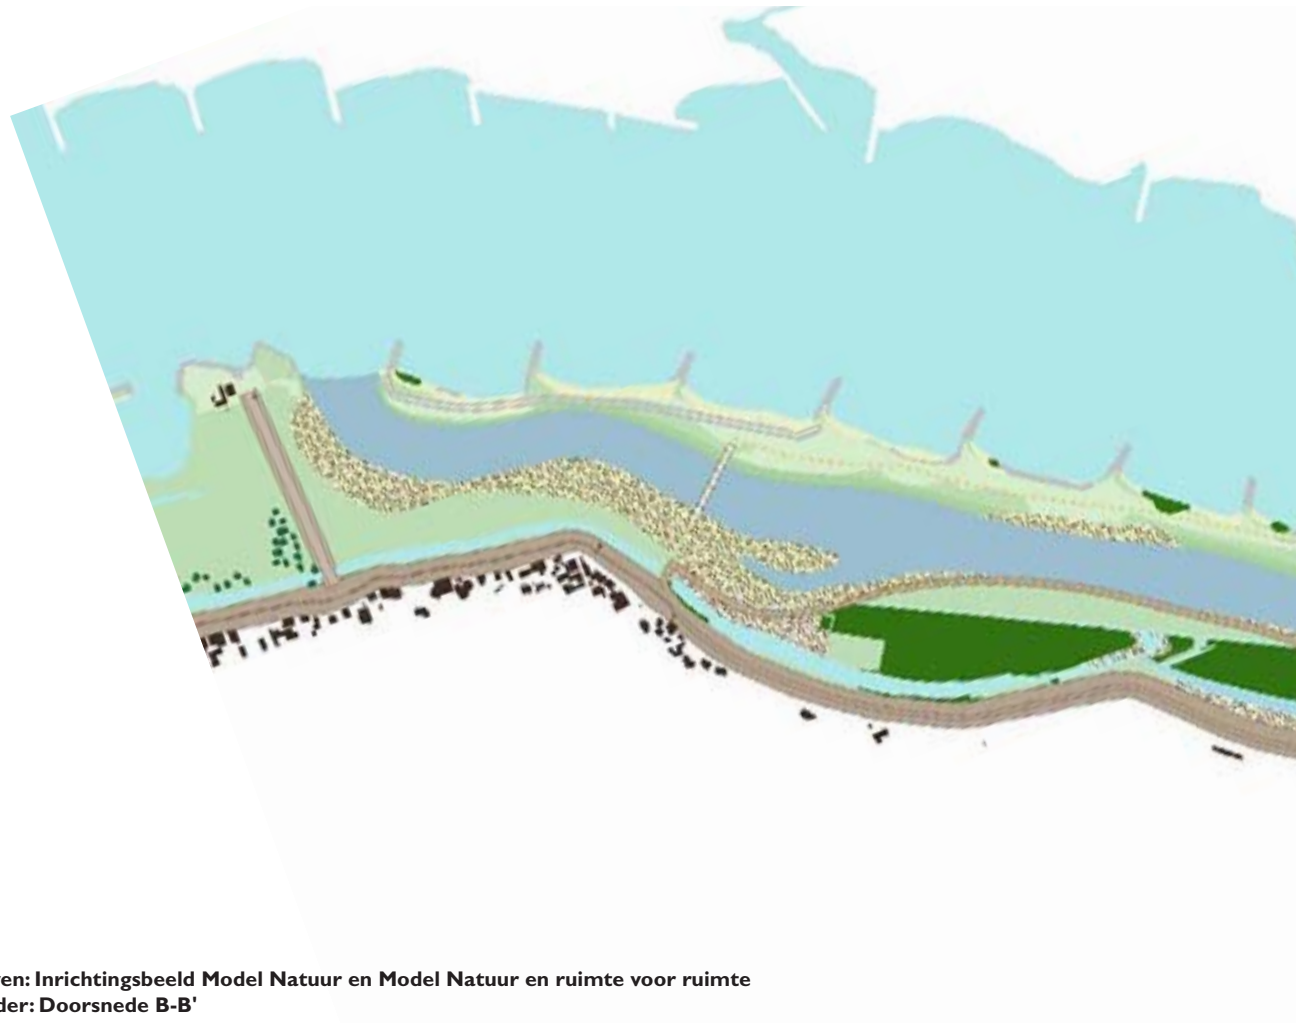 en: Inrichtingsbeeld Model Natuur en Model Natuur en ruimte voor ruimte
der: Doorsnede B-B'